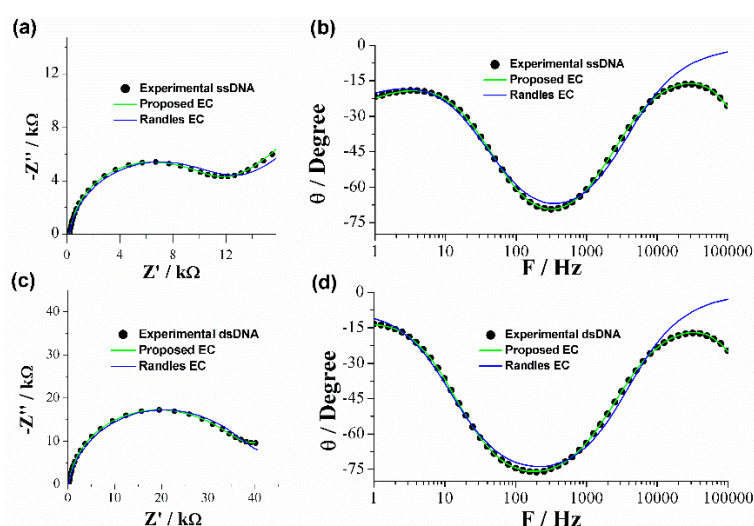 (a)
-Z'' / kΩ
12
8
4
0
Experimental ssDNA
Proposed EC
Randles EC
0 4 8 12
Z' / kΩ
(b)
θ / Degree
0
-15
-30
-45
-60
-75
Experimental ssDNA
Proposed EC
Randles EC
1 10 100 1000 10000 100000
F / Hz
(c)
-Z'' / kΩ
40
30
20
10
0
Experimental dsDNA
Proposed EC
Randles EC
0 10 20 30 40
Z' / kΩ
(d)
θ / Degree
0
-15
-30
-45
-60
-75
Experimental dsDNA
Proposed EC
Randles EC
1 10 100 1000 10000 100000
F / Hz